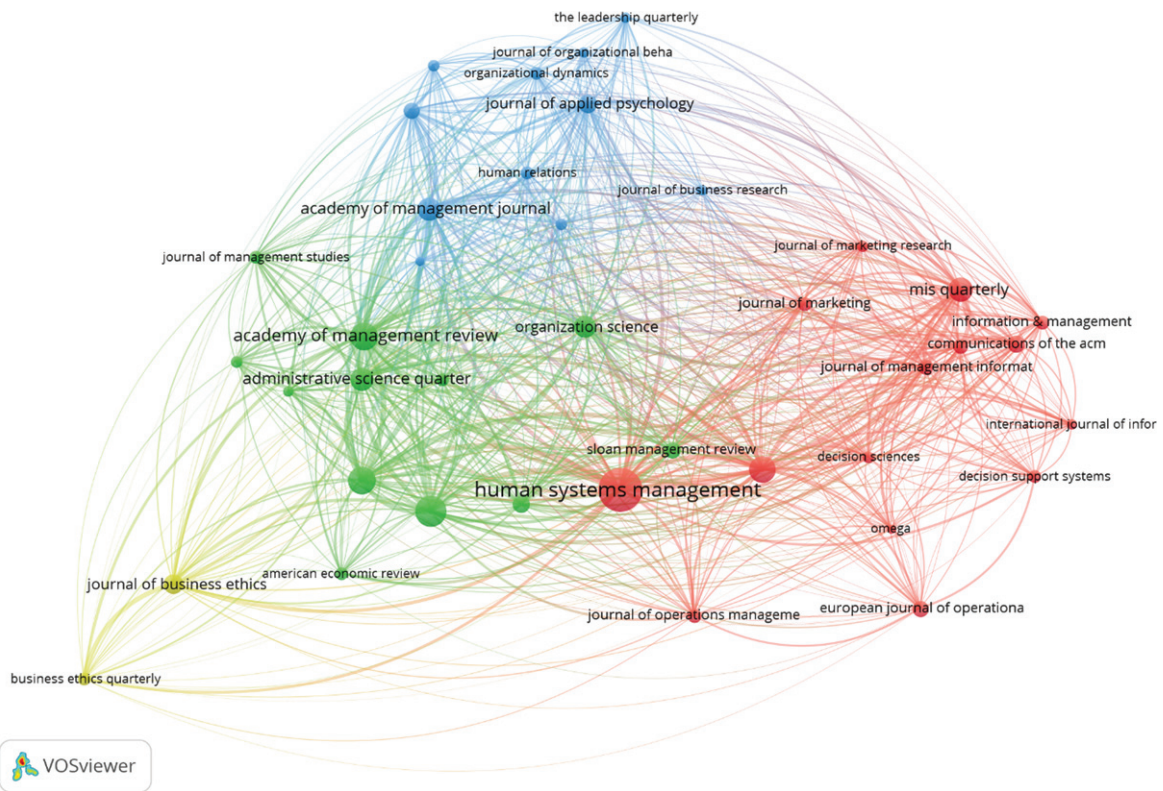 the leadership quarterly
journal of organizational beha
organizational dynamics
journal of applied psychology
human relations
journal of business research
academy of management journal
journal of marketing research
journal of management studies
mis quarterly
journal of marketing
information & management
organization science
academy of management review
communications of the acm
journal of management informat
administrative science quarter
international journal of infor
sloan management review
decision sciences
decision support systems
human systems management
omega
american economic review
journal of business ethics
european journal of operationa
journal of operations manageme
business ethics quarterly
VOSviewer